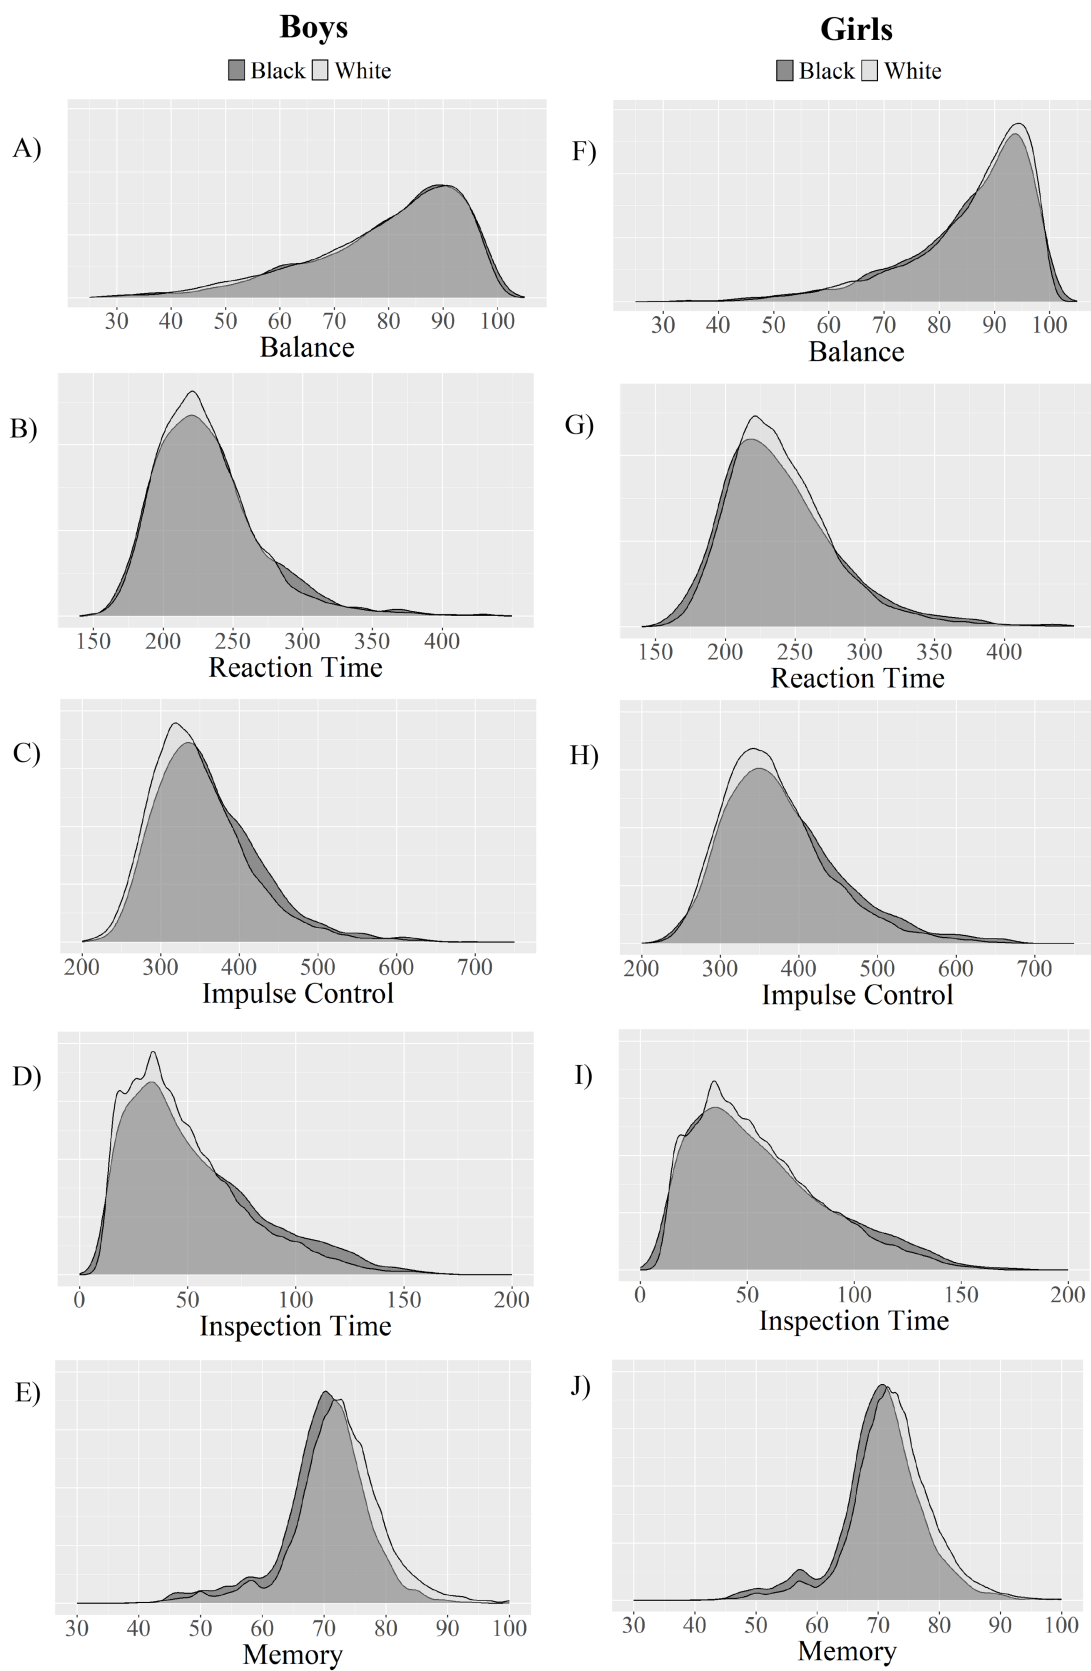 Boys
Girls
Black White
Black White
A)
30 40 50 60 70 80 90 100
Balance
F)
30 40 50 60 70 80 90 100
Balance
B)
150 200 250 300 350 400
Reaction Time
G)
150 200 250 300 350 400
Reaction Time
C)
200 300 400 500 600 700
Impulse Control
H)
200 300 400 500 600 700
Impulse Control
D)
0 50 100 150 200
Inspection Time
I)
0 50 100 150 200
Inspection Time
E)
30 40 50 60 70 80 90 100
Memory
J)
30 40 50 60 70 80 90 100
Memory